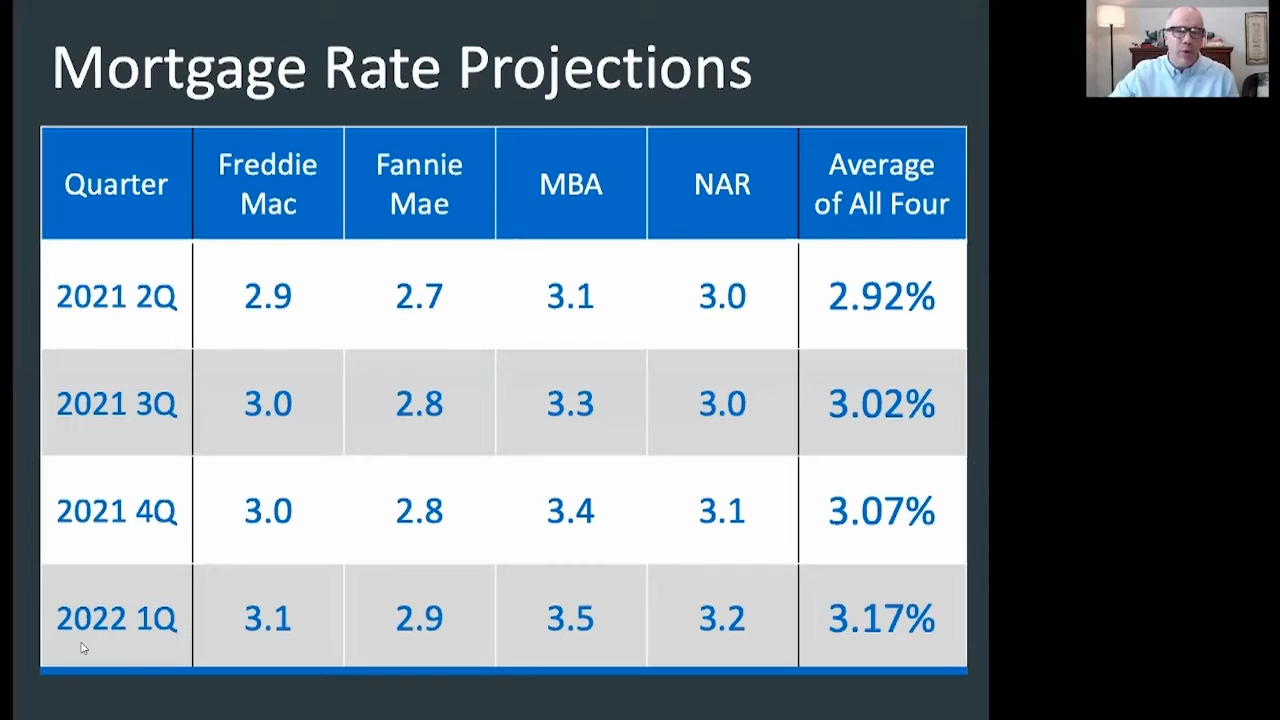 Mortgage Rate Projections
Quarter Freddie Mac Fannie Mae MBA NAR Average of All Four
2021 2Q 2.9 2.7 3.1 3.0 2.92%
2021 3Q 3.0 2.8 3.3 3.0 3.02%
2021 4Q 3.0 2.8 3.4 3.1 3.07%
2022 1Q 3.1 2.9 3.5 3.2 3.17%